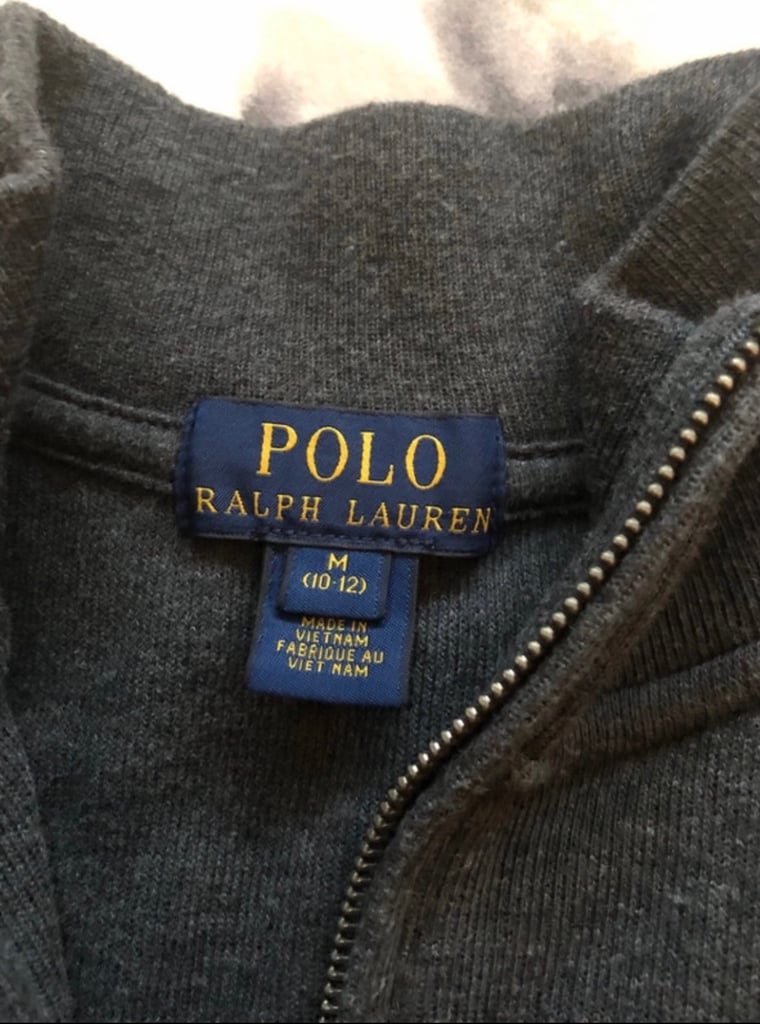 POLO
RALPH LAUREN
M
(10-12)
MADE IN
VIETNAM
FABRIQUE AU
VIET NAM